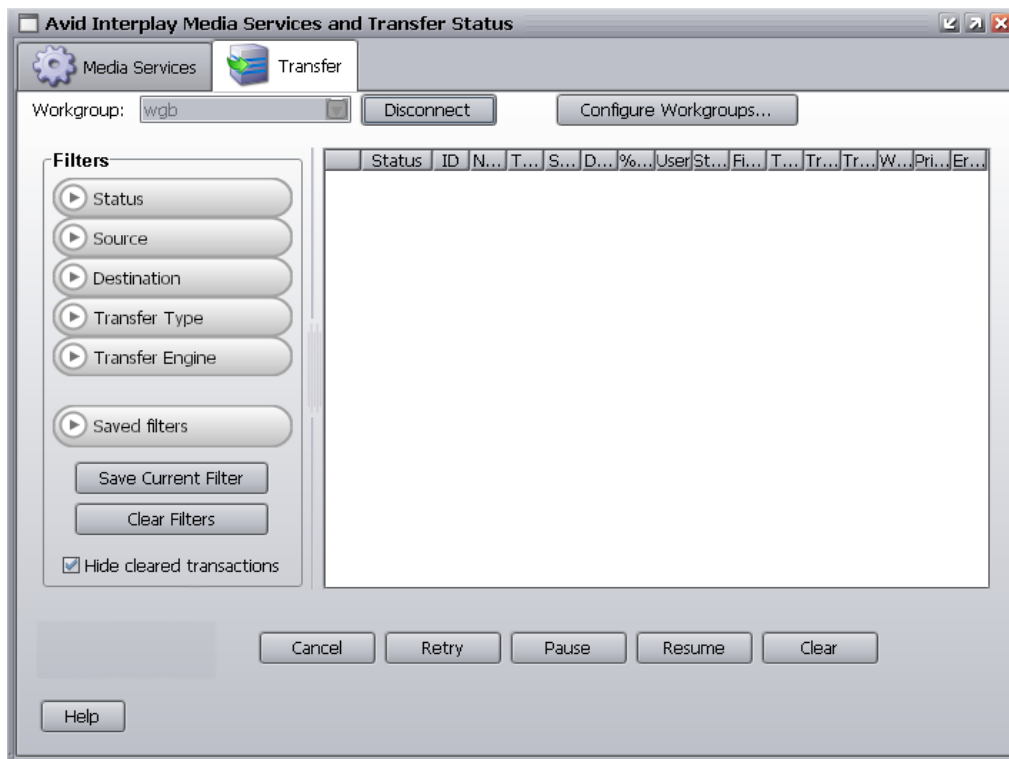 Avid Interplay Media Services and Transfer Status
Media Services Transfer
Workgroup: wgb Disconnect Configure Workgroups...
Filters
Status ID N... T... S... D... %... User St... Fi... T... Tr... Tr... W... Pri... Er...
Status
Source
Destination
Transfer Type
Transfer Engine
Saved filters
Save Current Filter
Clear Filters
Hide cleared transactions
Cancel Retry Pause Resume Clear
Help